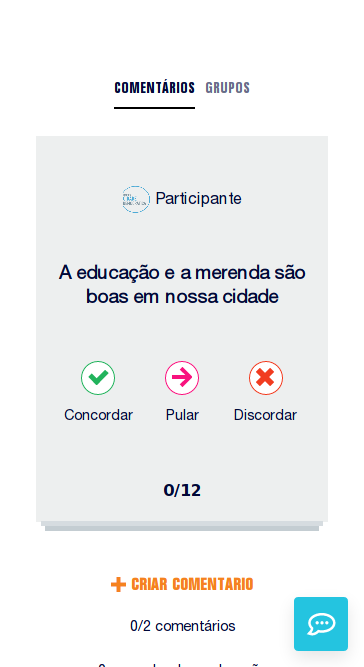 COMENTÁRIOS GRUPOS
Participante
A educação e a merenda são
boas em nossa cidade
Concordar Pular Discordar
0/12
CRIAR COMENTARIO
0/2 comentários